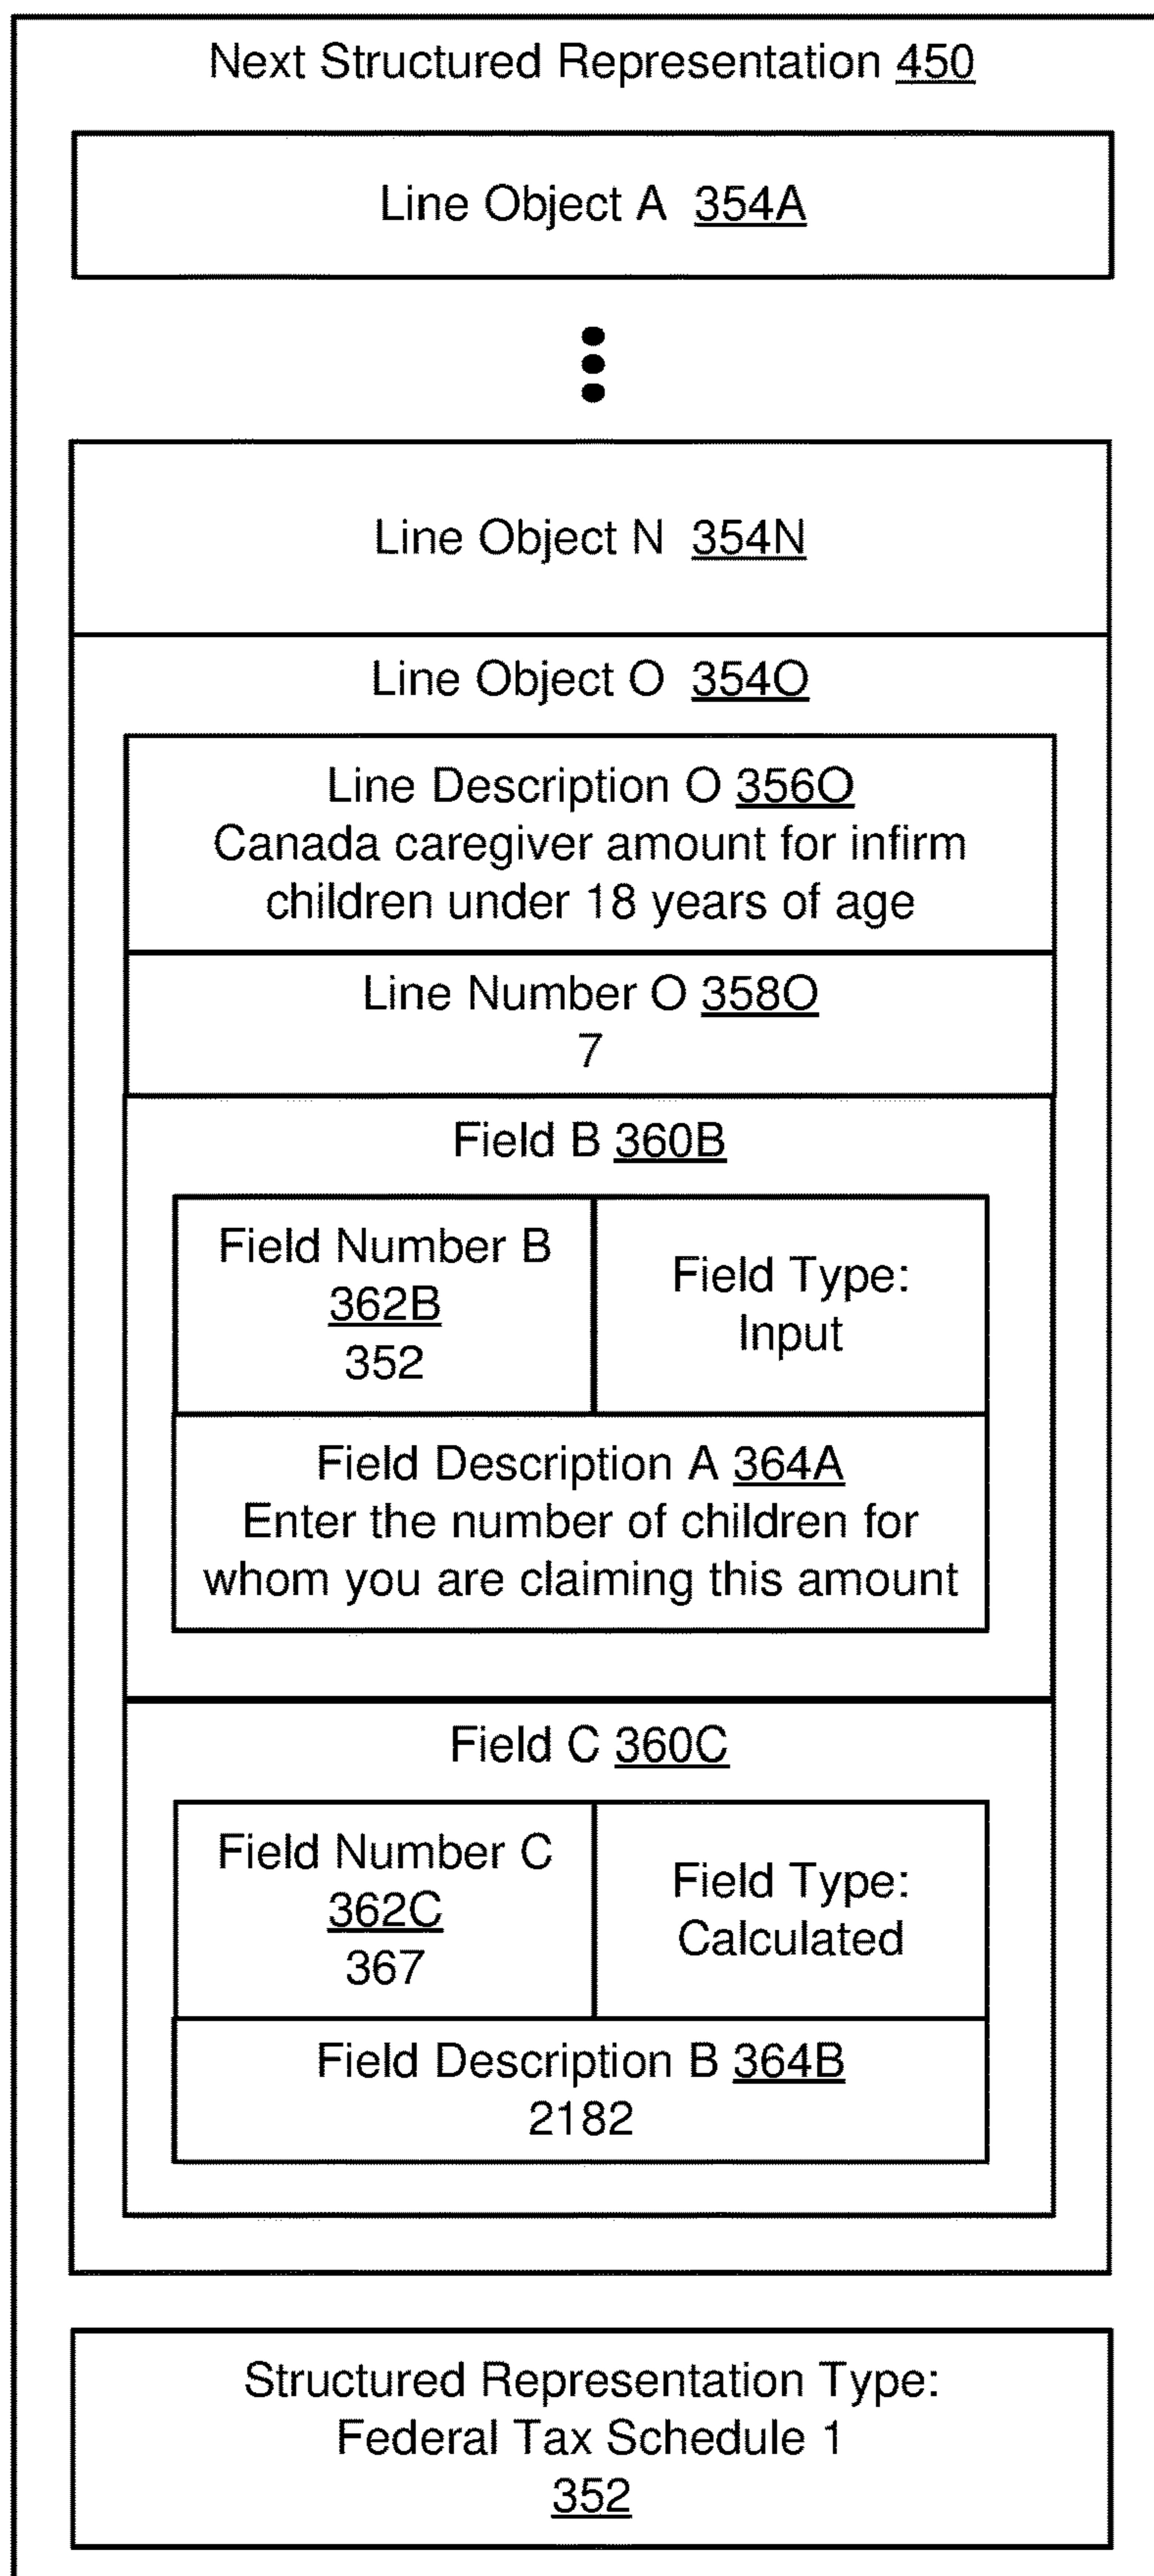 Next Structured Representation 450
Line Object A 354A
Line Object N 354N
Line Object O 354O
Line Description O 356O
Canada caregiver amount for infirm
children under 18 years of age
Line Number O 358O
7
Field B 360B
Field Number B
362B
352
Field Type:
Input
Field Description A 364A
Enter the number of children for
whom you are claiming this amount
Field C 360C
Field Number C
362C
367
Field Type:
Calculated
Field Description B 364B
2182
Structured Representation Type:
Federal Tax Schedule 1
352